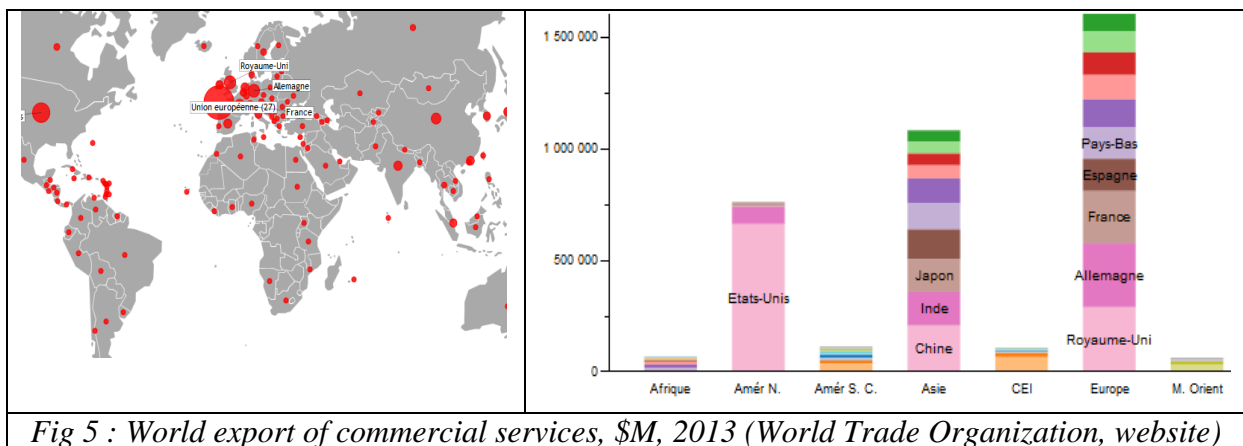 Royaume-Uni
Allemagne
Union européenne (27)
France
s
1 500 000
1 000 000
500 000
0
Etats-Unis
Japon
Inde
Chine
Pays-Bas
Espagne
France
Allemagne
Royaume-Uni
Afrique Amér N. Amér S. C. Asie CEI Europe M. Orient
Fig 5 : World export of commercial services, $M, 2013 (World Trade Organization, website)